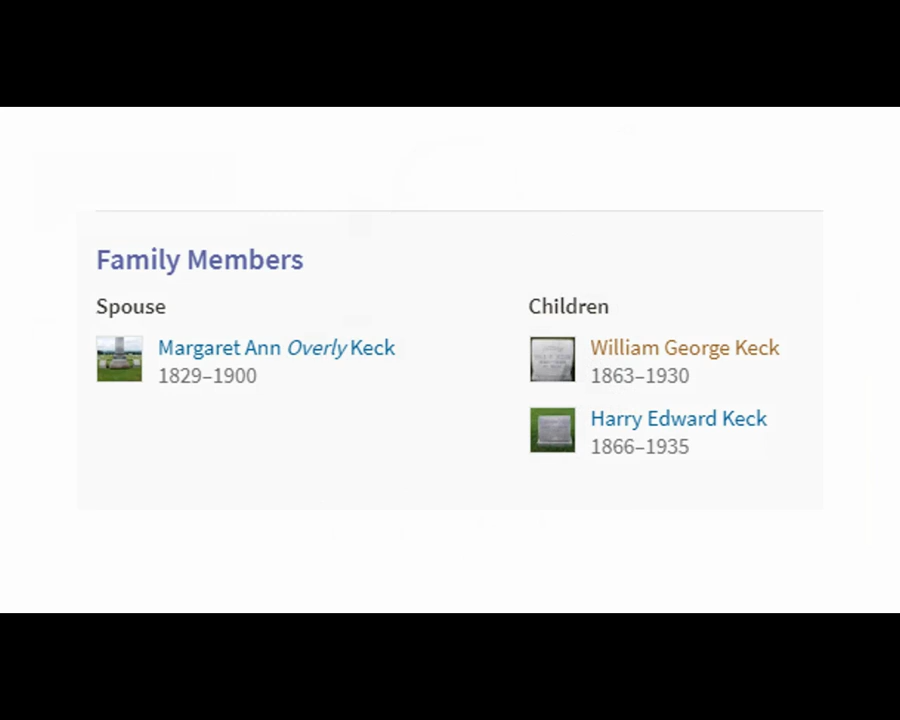 Family Members
Spouse
Margaret Ann Overly Keck
1829–1900
Children
William George Keck
1863–1930
Harry Edward Keck
1866–1935